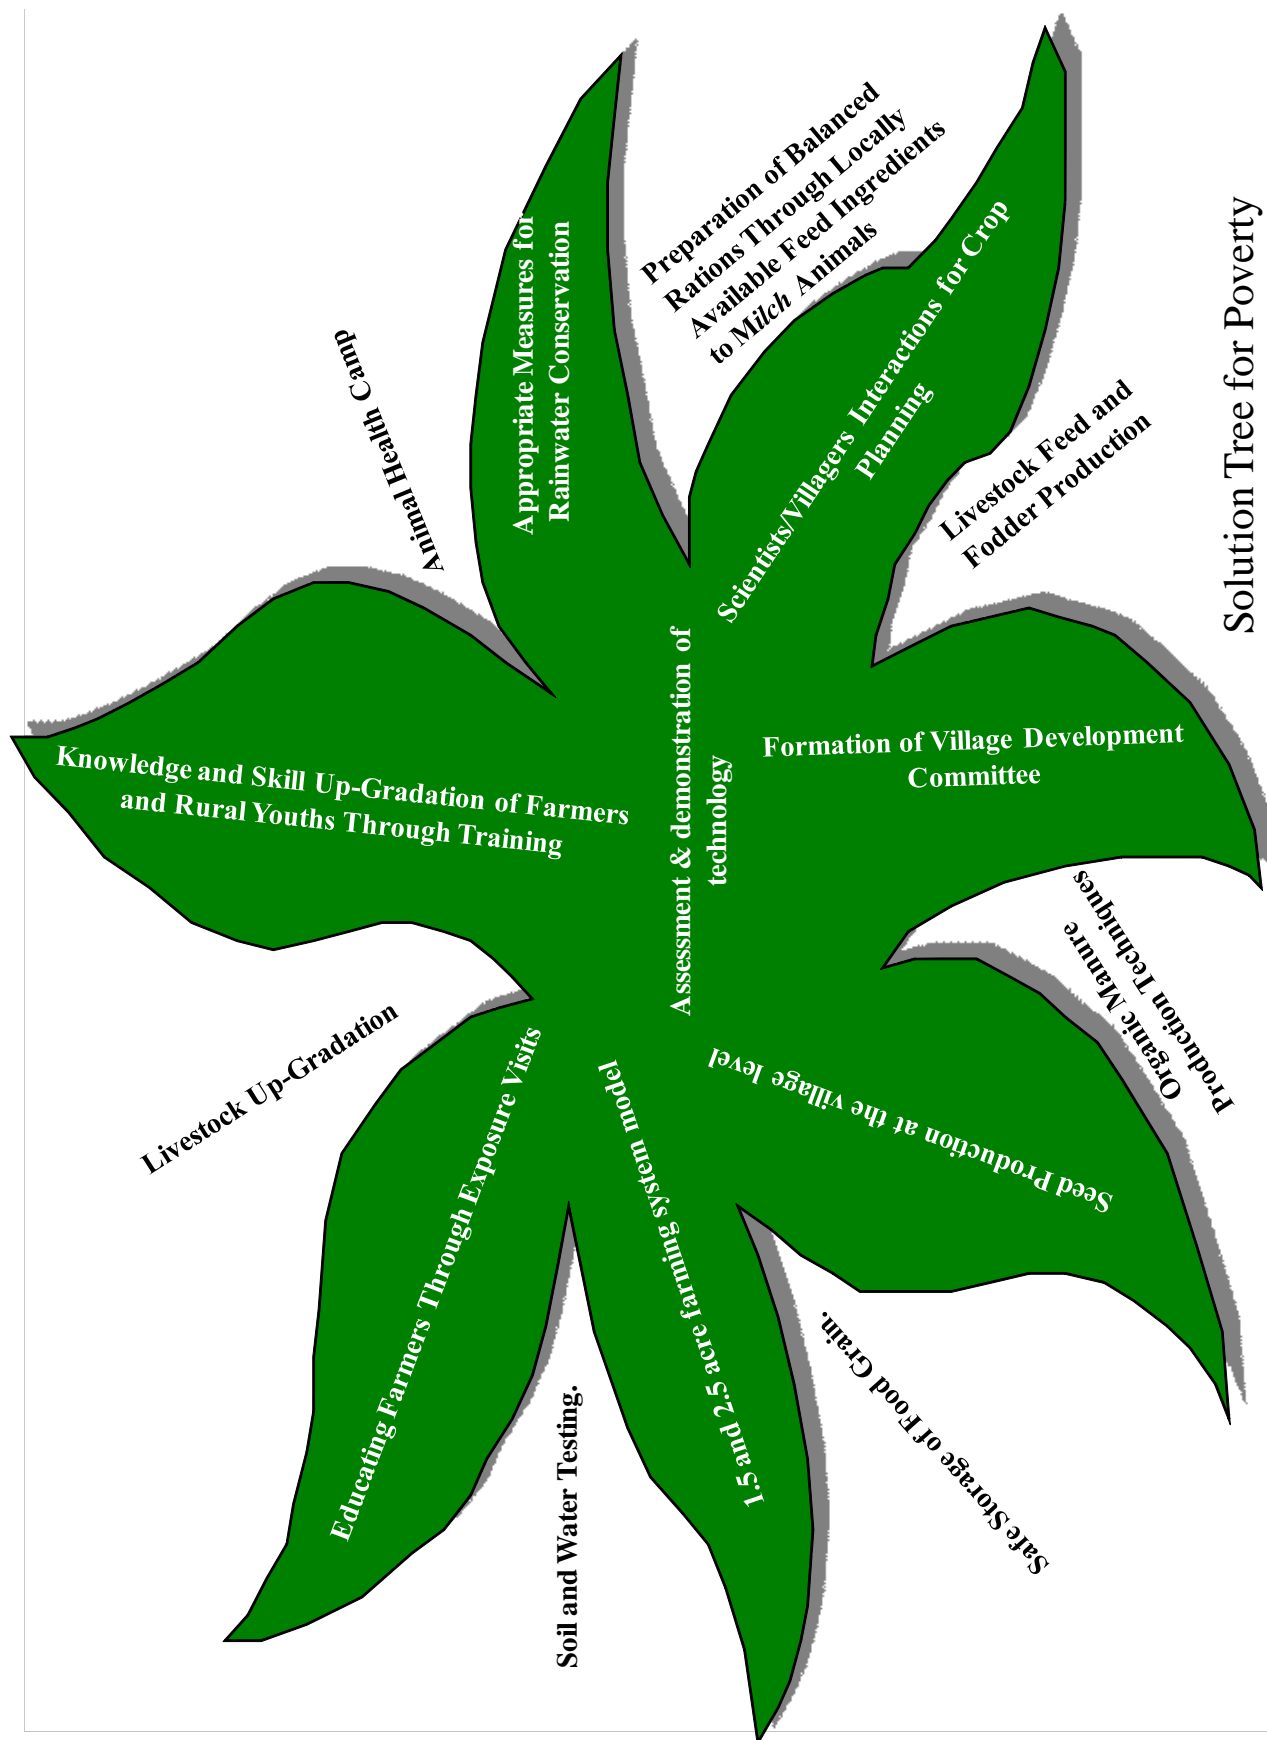 Solution Tree for Poverty
Assessment & demonstration of
technology
Appropriate Measures for
Rainwater Conservation
Preparation of Balanced
Rations Through Locally
Available Feed Ingredients
to Milch Animals
Scientists/Villagers Interactions for Crop
Planning
Livestock Feed and
Fodder Production
Formation of Village Development
Committee
Organic Manure
Production Techniques
Seed Production at the village level
Safe Storage of Food Grain.
1.5 and 2.5 acre farming system model
Soil and Water Testing.
Educating Farmers Through Exposure Visits
Livestock Up-Gradation
Knowledge and Skill Up-Gradation of Farmers
and Rural Youths Through Training
Animal Health Camp